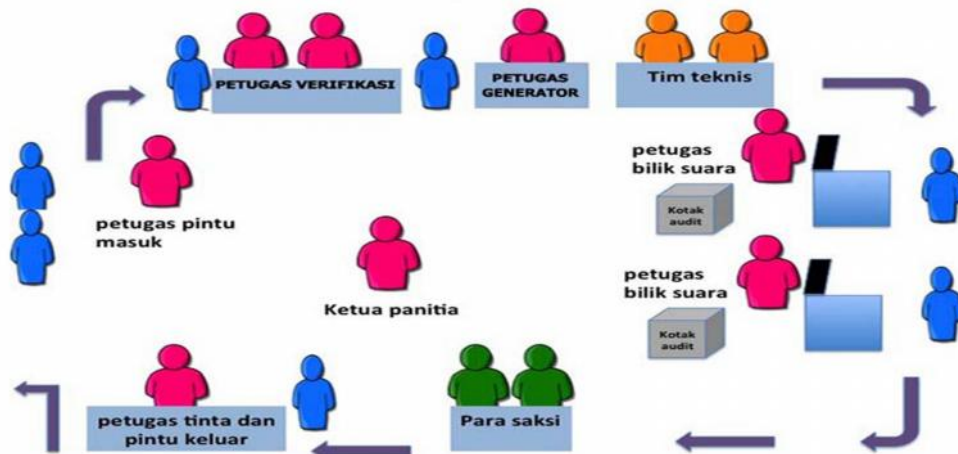 PETUGAS VERIFIKASI
PETUGAS
GENERATOR
Tim teknis
petugas
bilik suara
Kotak
audit
petugas pintu
masuk
Ketua panitia
petugas
bilik suara
Kotak
audit
petugas tinta dan
pintu keluar
Para saksi